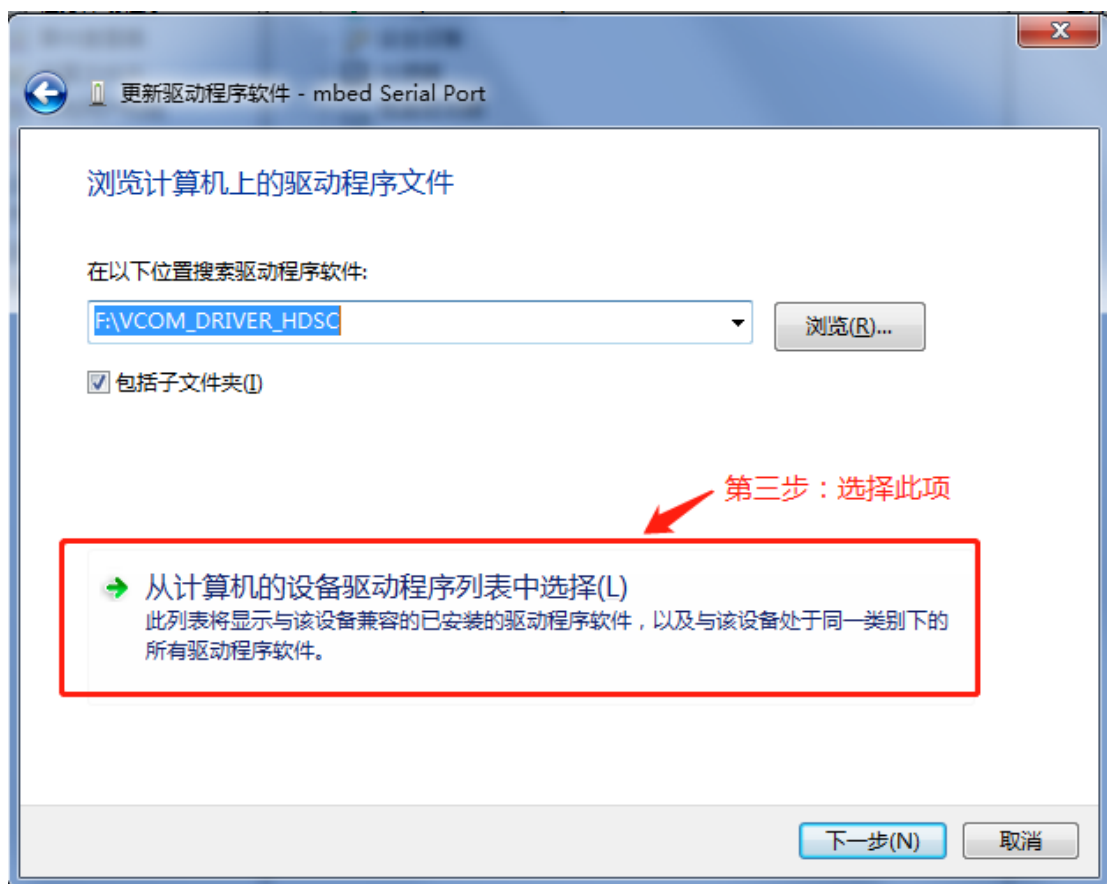 更新驱动程序软件 - mbed Serial Port
浏览计算机上的驱动程序文件
在以下位置搜索驱动程序软件:
F:\VCOM_DRIVER_HDSC
浏览(R)...
包括子文件夹(I)
第三步：选择此项
从计算机的设备驱动程序列表中选择(L)
此列表将显示与该设备兼容的已安装的驱动程序软件，以及与该设备处于同一类别下的
所有驱动程序软件。
下一步(N)
取消